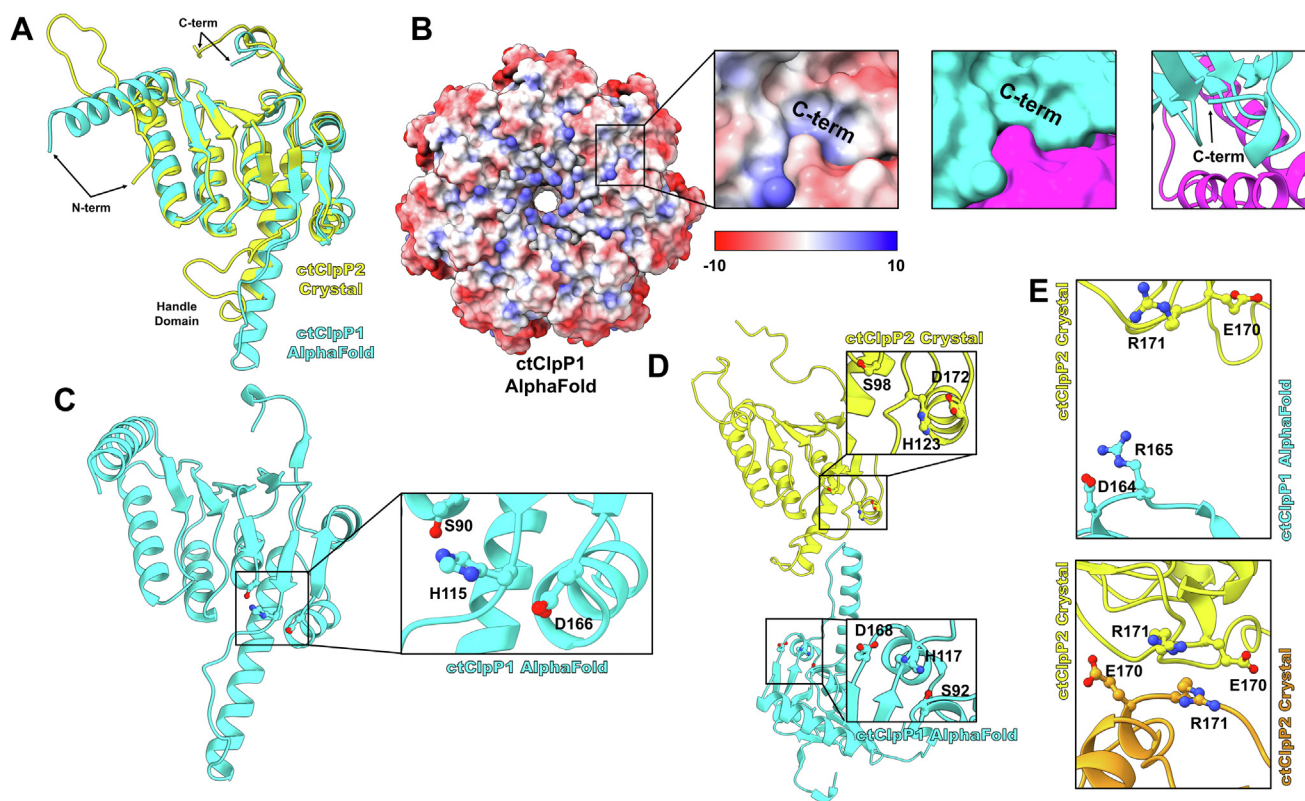 A
C-term
N-term
Handle
Domain
ctClpP2
Crystal
ctClpP1
AlphaFold
B
C-term
C-term
C-term
-10
10
ctClpP1
AlphaFold
C
S90
H115
D166
ctClpP1 AlphaFold
D
ctClpP2 Crystal
S98
D172
H123
D168
H117
S92
ctClpP1 AlphaFold
E
ctClpP2 Crystal
R171
E170
ctClpP1 AlphaFold
R165
D164
ctClpP2 Crystal
R171
E170
E170
R171
ctClpP2 Crystal